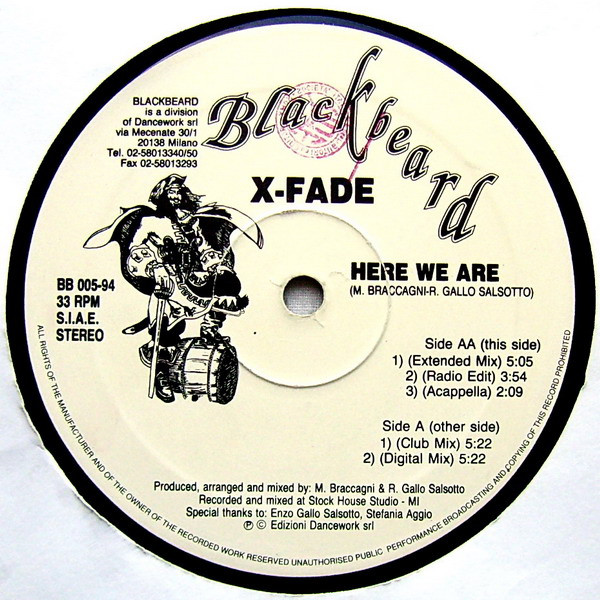 Blackbeard
BLACKBEARD
is a division
of Dancework srl
via Mecenate 30/1
20138 Milano
Tel. 02-58013340/50
Fax 02-58013293
X-FADE
HERE WE ARE
(M. BRACCAGNI-R. GALLO SALSOTTO)
BB 005-94
33 RPM
S.I.A.E.
STEREO
Side AA (this side)
1) (Extended Mix) 5:05
2) (Radio Edit) 3:54
3) (Acappella) 2:09
Side A (other side)
1) (Club Mix) 5:22
2) (Digital Mix) 5:22
Produced, arranged and mixed by: M. Braccagni & R. Gallo Salsotto
Recorded and mixed at Stock House Studio - MI
Special thanks to: Enzo Gallo Salsotto, Stefania Aggio
℗ © Edizioni Dancework srl
ALL RIGHTS OF THE MANUFACTURER AND OF THE OWNER OF THE RECORDED WORK RESERVED UNAUTHORISED PUBLIC PERFORMANCE BROADCASTING AND COPYING OF THIS RECORD PROHIBITED